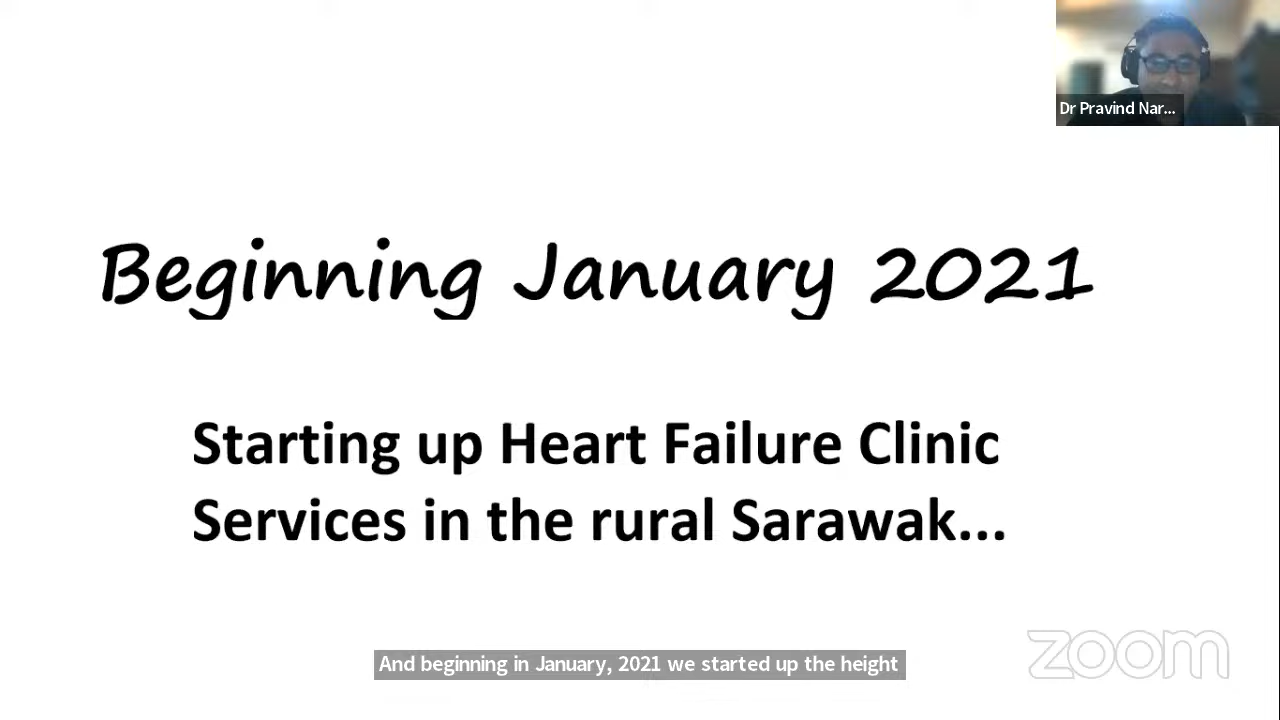 Dr Pravind Nar...
Beginning January 2021
Starting up Heart Failure Clinic
Services in the rural Sarawak...
And beginning in January, 2021 we started up the height
zoom